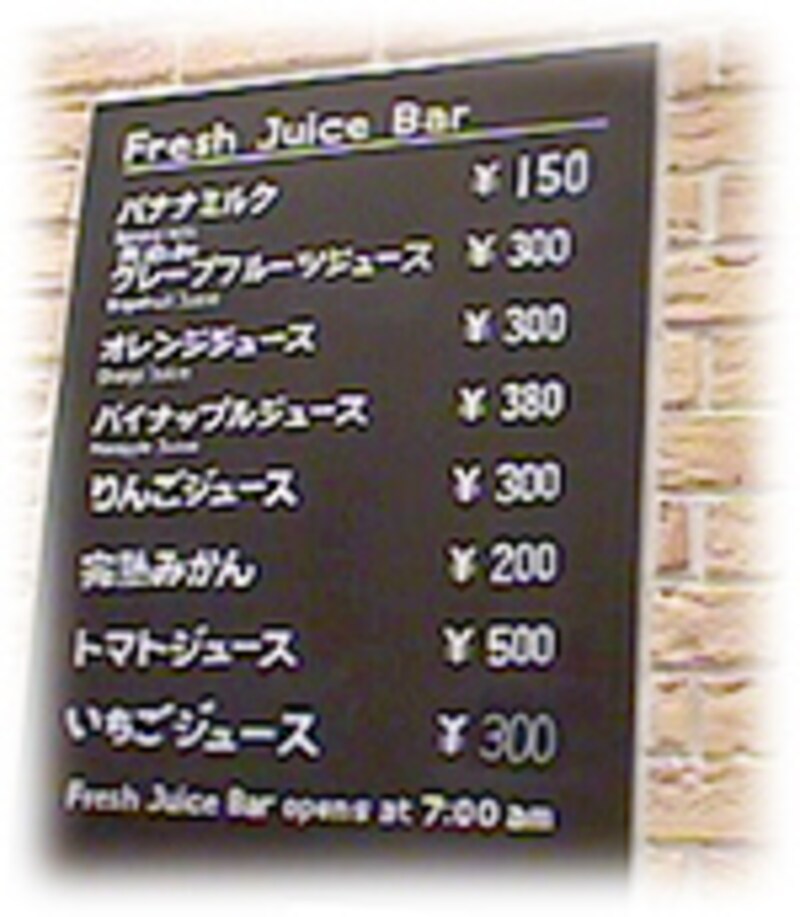 Fresh Juice Bar
バナナミルク ¥150
グレープフルーツジュース ¥300
オレンジジュース ¥300
パイナップルジュース ¥380
りんごジュース ¥300
完熟みかん ¥200
トマトジュース ¥500
いちごジュース ¥300
Fresh Juice Bar opens at 7:00 am